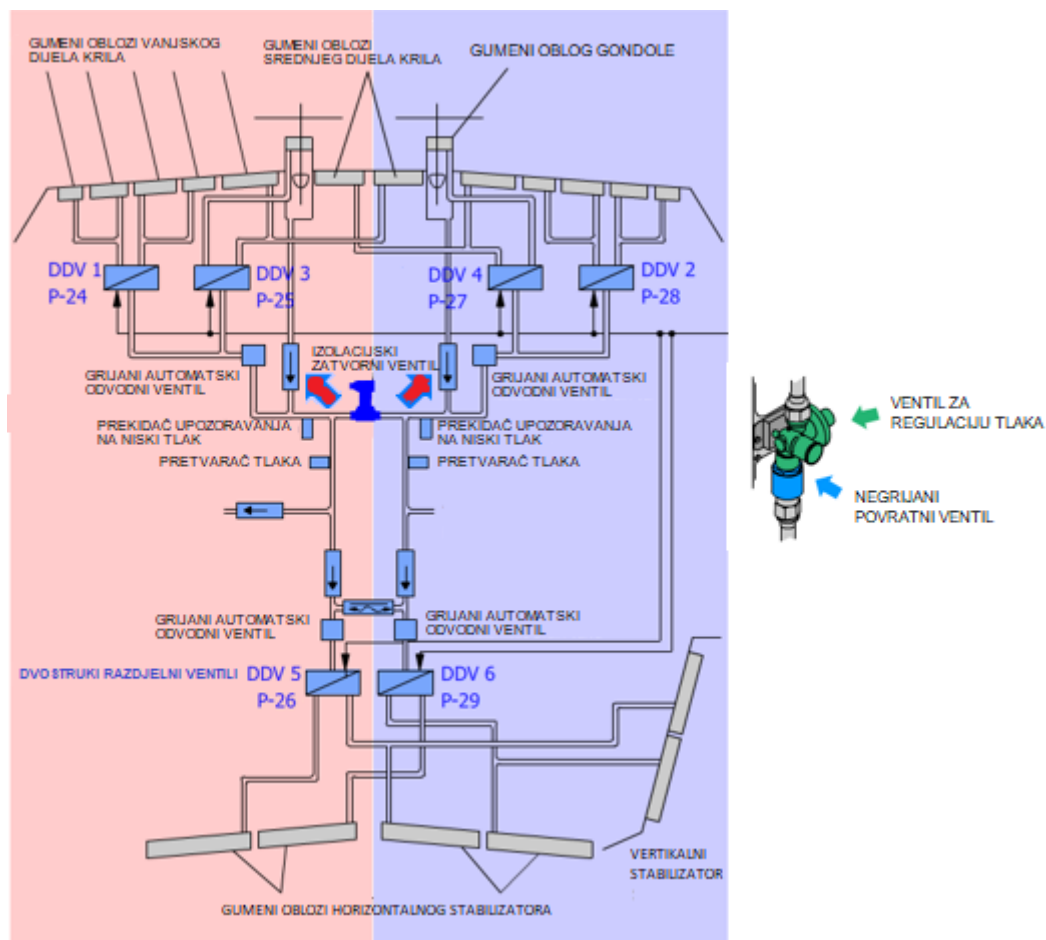 GUMENI OBLOZI VANJSKOG
DIJELA KRILA
GUMENI OBLOZI
SREDNJEG DIJELA KRILA
GUMENI OBLOG GONDOLE
DDV 1
P-24
DDV 3
P-25
DDV 4
P-27
DDV 2
P-28
IZOLACIJSKI
ZATVORNI VENTIL
GRIJANI AUTOMATSKI
ODVODNI VENTIL
GRIJANI AUTOMATSKI
ODVODNI VENTIL
PREKIDAČ UPOZORAVANJA
NA NISKI TLAK
PREKIDAČ UPOZORAVANJA
NA NISKI TLAK
PRETVARAČ TLAKA
PRETVARAČ TLAKA
VENTIL ZA
REGULACIJU TLAKA
NEGRIJANI
POVRATNI VENTIL
GRIJANI AUTOMATSKI
ODVODNI VENTIL
GRIJANI AUTOMATSKI
ODVODNI VENTIL
DVOSTRUKI RAZDJELNI VENTILI
DDV 5
P-26
DDV 6
P-29
VERTIKALNI
STABILIZATOR
GUMENI OBLOZI HORIZONTALNOG STABILIZATORA